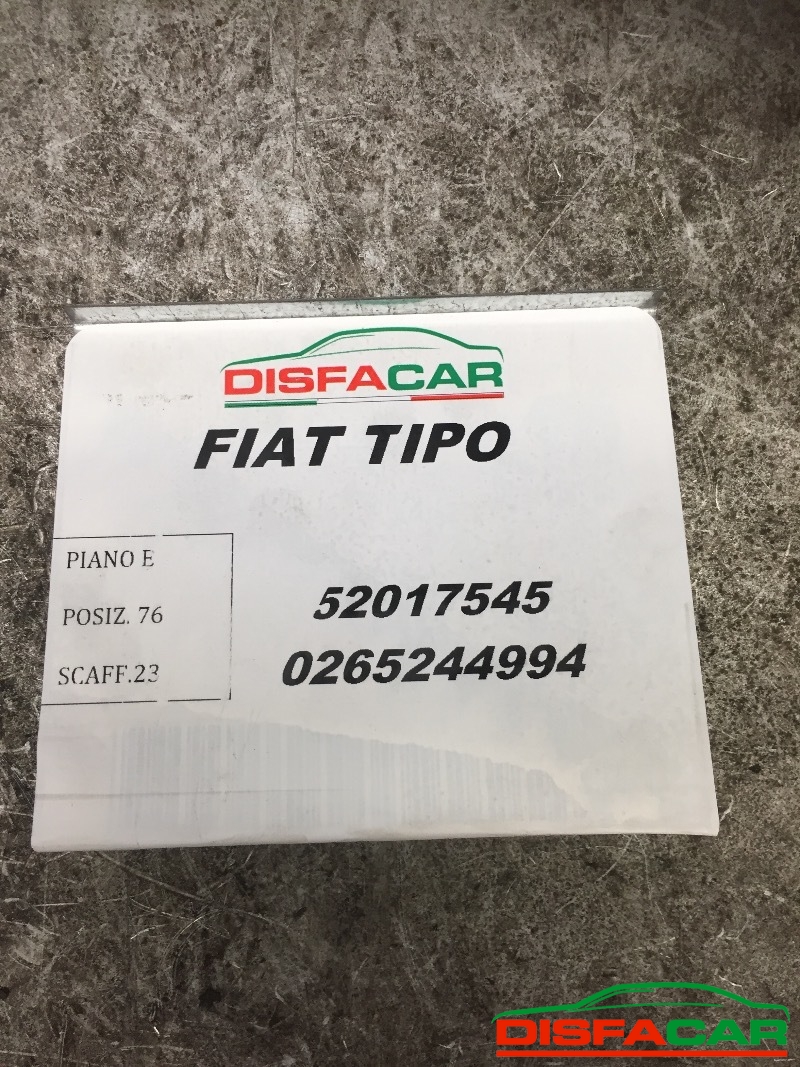 DISFACAR
FIAT TIPO
PIANO E
POSIZ. 76
SCAFF.23
52017545
0265244994
DISFACAR